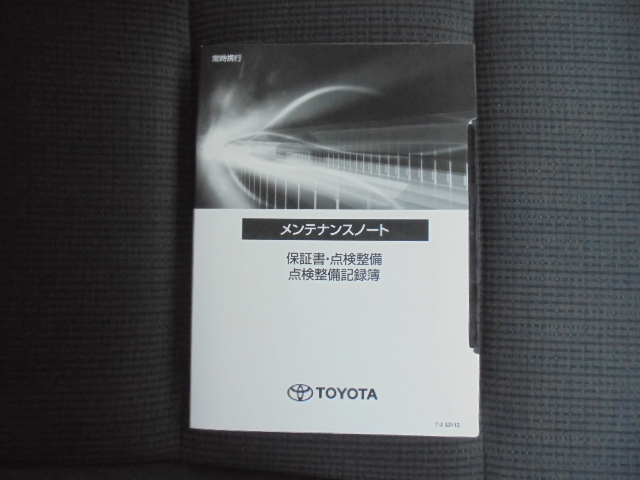 常時携行
メンテナンスノート
保証書・点検整備
点検整備記録簿
TOYOTA